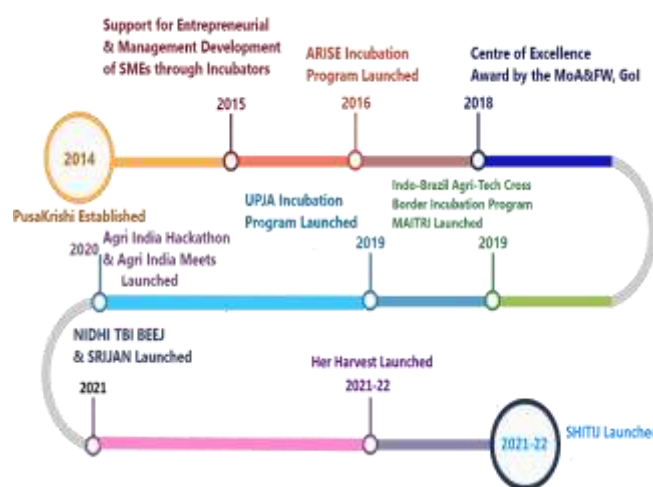 Support for Entrepreneurial
& Management Development
of SMEs through Incubators
2015
ARISE Incubation
Program Launched
2016
Centre of Excellence
Award by the MoA&FW, GoI
2018
2014
PusaKrishi Established
Indo-Brazil Agri-Tech Cross
Border Incubation Program
MAITRI Launched
2019
UPJA Incubation
Program Launched
2019
Agri India Hackathon
& Agri India Meets
Launched
2020
NIDHI TBI BEEJ
& SRIJAN Launched
2021
Her Harvest Launched
2021-22
2021-22
Launched